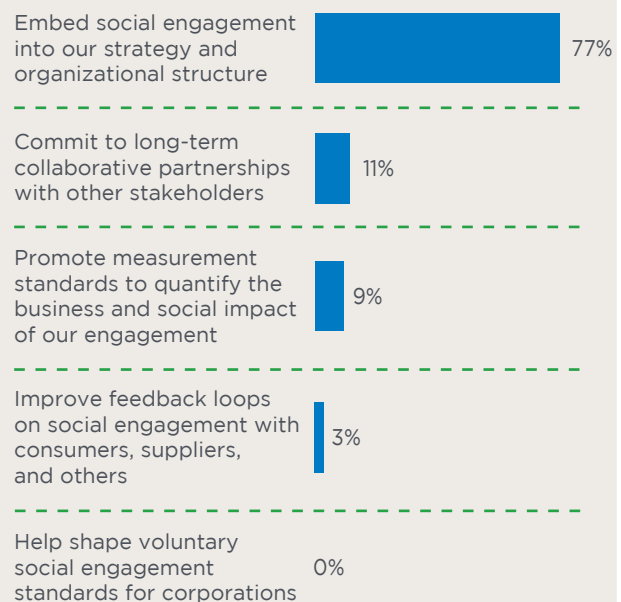 Embed social engagement
into our strategy and
organizational structure
77%
Commit to long-term
collaborative partnerships
with other stakeholders
11%
Promote measurement
standards to quantify the
business and social impact
of our engagement
9%
Improve feedback loops
on social engagement with
consumers, suppliers,
and others
3%
Help shape voluntary
social engagement
standards for corporations
0%